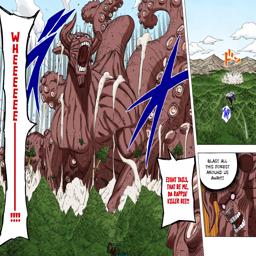 WHEEEEEE—!!!!
EIGHT TAILS,
THAT BE ME,
DA RAPPIN'
KILLER BEE!!
BLAST ALL
THIS FOREST
AROUND US
AWAY!!